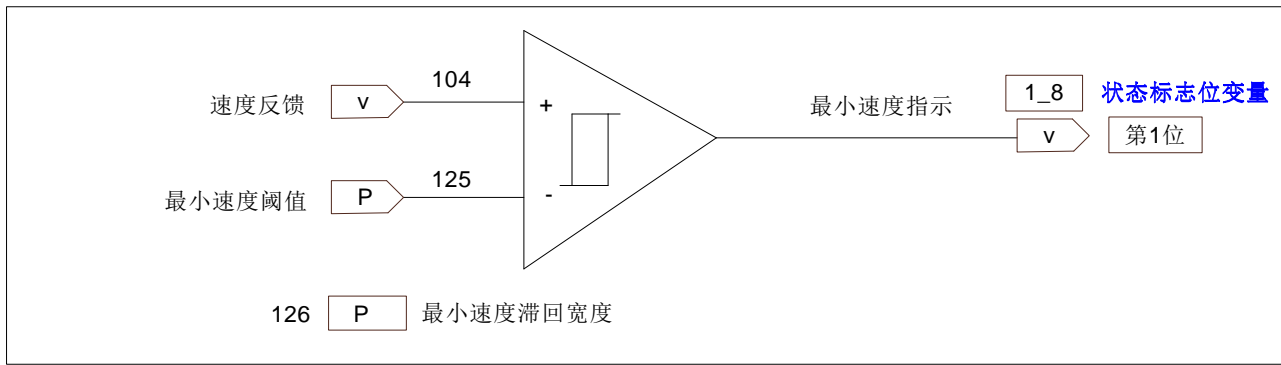 104
速度反馈 v
+
最小速度指示
1_8 状态标志位变量
v 第1位
125
最小速度阈值 P
-
126 P 最小速度滞回宽度